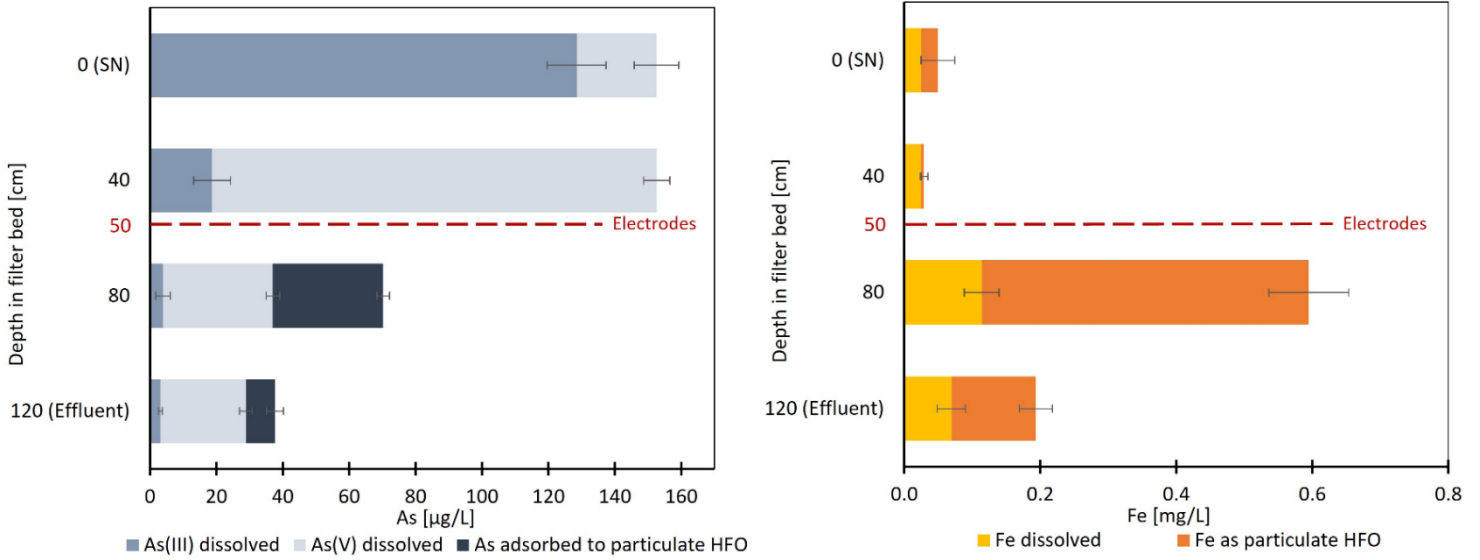 Depth in filter bed [cm]
0 (SN)
40
50
Electrodes
80
120 (Effluent)
0 20 40 60 80 100 120 140 160
As [µg/L]
As(III) dissolved As(V) dissolved As adsorbed to particulate HFO
Depth in filter bed [cm]
0 (SN)
40
50
Electrodes
80
120 (Effluent)
0.0 0.2 0.4 0.6 0.8
Fe [mg/L]
Fe dissolved Fe as particulate HFO